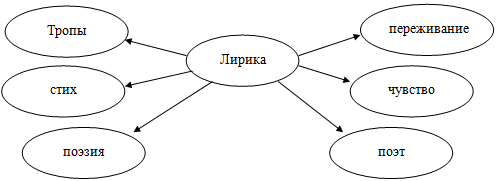 Тропы
переживание
Лирика
стих
чувство
поэзия
поэт